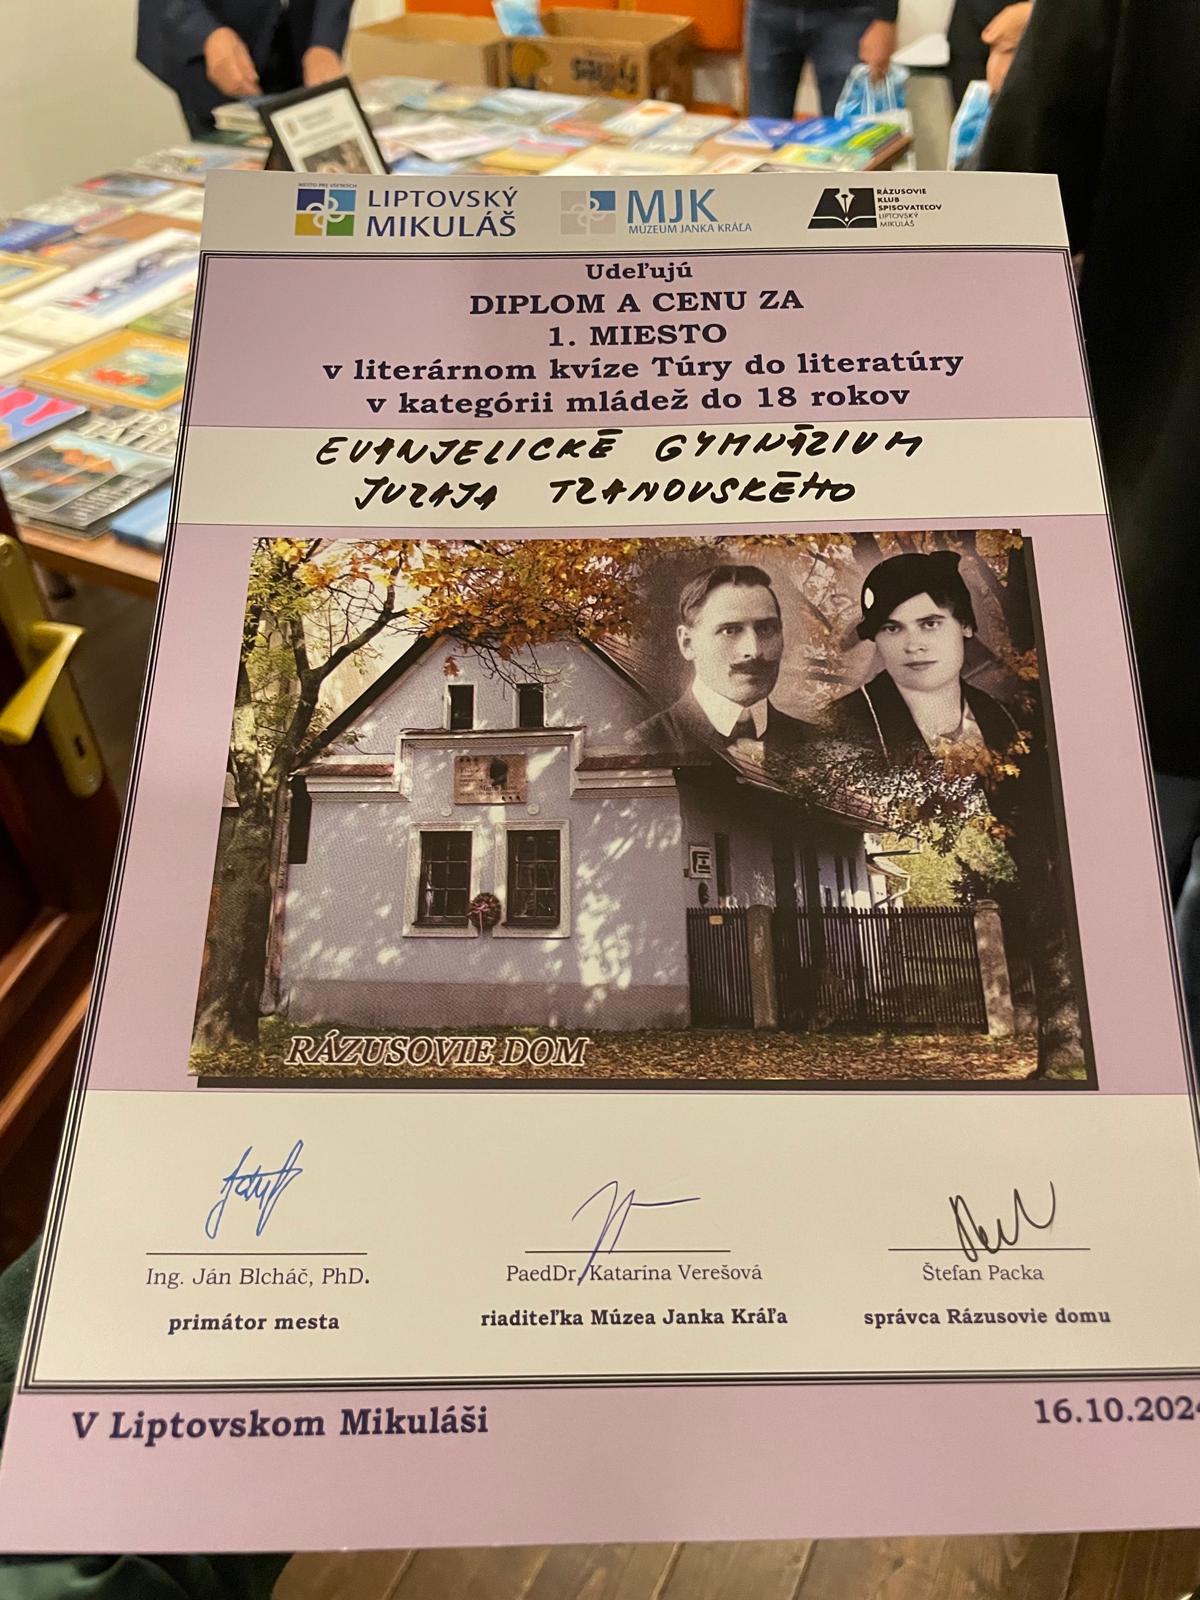 MESTO PRE VŠETKÝCH
LIPTOVSKÝ
MIKULÁŠ
MJK
MÚZEUM JANKA KRÁĽA
RÁZUSOVIE
KLUB
SPISOVATEĽOV
LIPTOVSKÝ
MIKULÁŠ
Udeľujú
DIPLOM A CENU ZA
1. MIESTO
v literárnom kvíze Túry do literatúry
v kategórii mládež do 18 rokov
EVANJELICKÉ GYMNÁZIUM
JURAJA TRANOVSKÉHO
RÁZUSOVIE DOM
Ing. Ján Blcháč, PhD.
primátor mesta
PaedDr. Katarína Verešová
riaditeľka Múzea Janka Kráľa
Štefan Packa
správca Rázusovie domu
V Liptovskom Mikuláši
16.10.2024